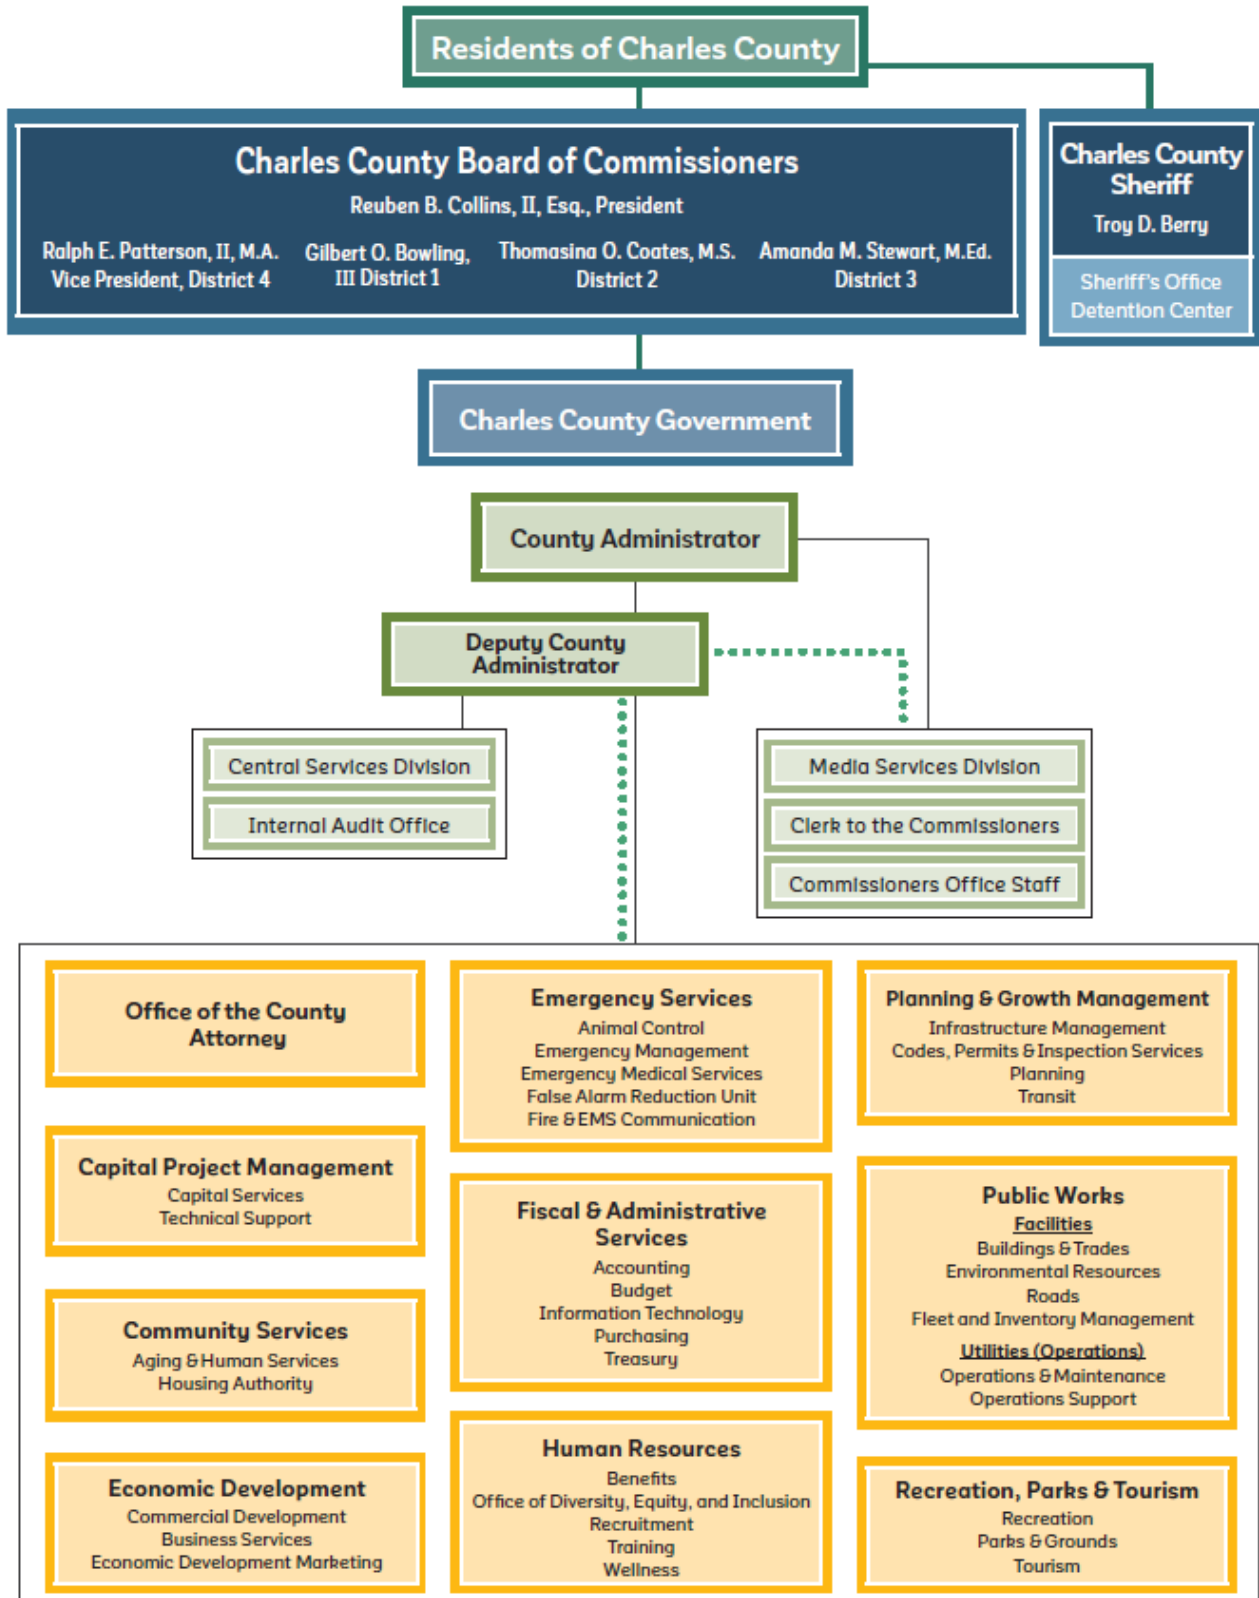 Residents of Charles County
Charles County Board of Commissioners
Reuben B. Collins, II, Esq., President
Ralph E. Patterson, II, M.A.
Vice President, District 4
Gilbert O. Bowling,
III District 1
Thomasina O. Coates, M.S.
District 2
Amanda M. Stewart, M.Ed.
District 3
Charles County
Sheriff
Troy D. Berry
Sheriff's Office
Detention Center
Charles County Government
County Administrator
Deputy County
Administrator
Central Services Division
Internal Audit Office
Media Services Division
Clerk to the Commissioners
Commissioners Office Staff
Office of the County
Attorney
Capital Project Management
Capital Services
Technical Support
Community Services
Aging & Human Services
Housing Authority
Economic Development
Commercial Development
Business Services
Economic Development Marketing
Emergency Services
Animal Control
Emergency Management
Emergency Medical Services
False Alarm Reduction Unit
Fire & EMS Communication
Fiscal & Administrative
Services
Accounting
Budget
Information Technology
Purchasing
Treasury
Human Resources
Benefits
Office of Diversity, Equity, and Inclusion
Recruitment
Training
Wellness
Planning & Growth Management
Infrastructure Management
Codes, Permits & Inspection Services
Planning
Transit
Public Works
Facilities
Buildings & Trades
Environmental Resources
Roads
Fleet and Inventory Management
Utilities (Operations)
Operations & Maintenance
Operations Support
Recreation, Parks & Tourism
Recreation
Parks & Grounds
Tourism